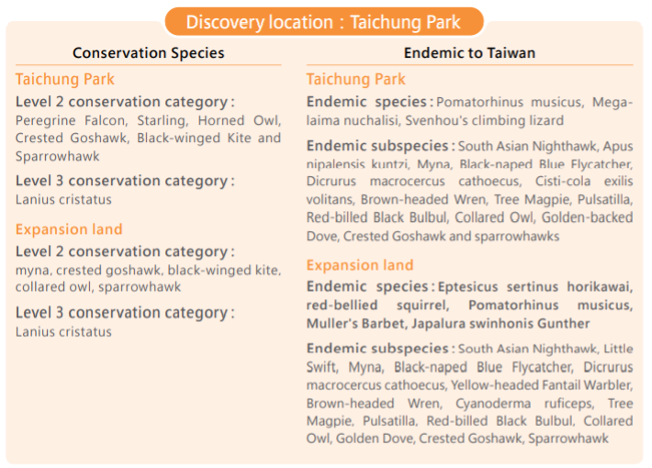 Discovery location : Taichung Park
Conservation Species
Taichung Park
Level 2 conservation category :
Peregrine Falcon, Starling, Horned Owl,
Crested Goshawk, Black-winged Kite and
Sparrowhawk
Level 3 conservation category :
Lanius cristatus
Expansion land
Level 2 conservation category :
myna, crested goshawk, black-winged kite,
collared owl, sparrowhawk
Level 3 conservation category :
Lanius cristatus
Endemic to Taiwan
Taichung Park
Endemic species : Pomatorhinus musicus, Mega-
laima nuchalisi, Svenhou's climbing lizard
Endemic subspecies : South Asian Nighthawk, Apus
nipalensis kuntzi, Myna, Black-naped Blue Flycatcher,
Dicrurus macrocercus cathoecus, Cisti-cola exilis
volitans, Brown-headed Wren, Tree Magpie, Pulsatilla,
Red-billed Black Bulbul, Collared Owl, Golden-backed
Dove, Crested Goshawk and sparrowhawks
Expansion land
Endemic species : Eptesicus sertinus horikawai,
red-bellied squirrel, Pomatorhinus musicus,
Muller's Barbet, Japalura swinhonis Gunther
Endemic subspecies : South Asian Nighthawk, Little
Swift, Myna, Black-naped Blue Flycatcher, Dicrurus
macrocercus cathoecus, Yellow-headed Fantail Warbler,
Brown-headed Wren, Cyanoderma ruficeps, Tree
Magpie, Pulsatilla, Red-billed Black Bulbul, Collared
Owl, Golden Dove, Crested Goshawk, Sparrowhawk